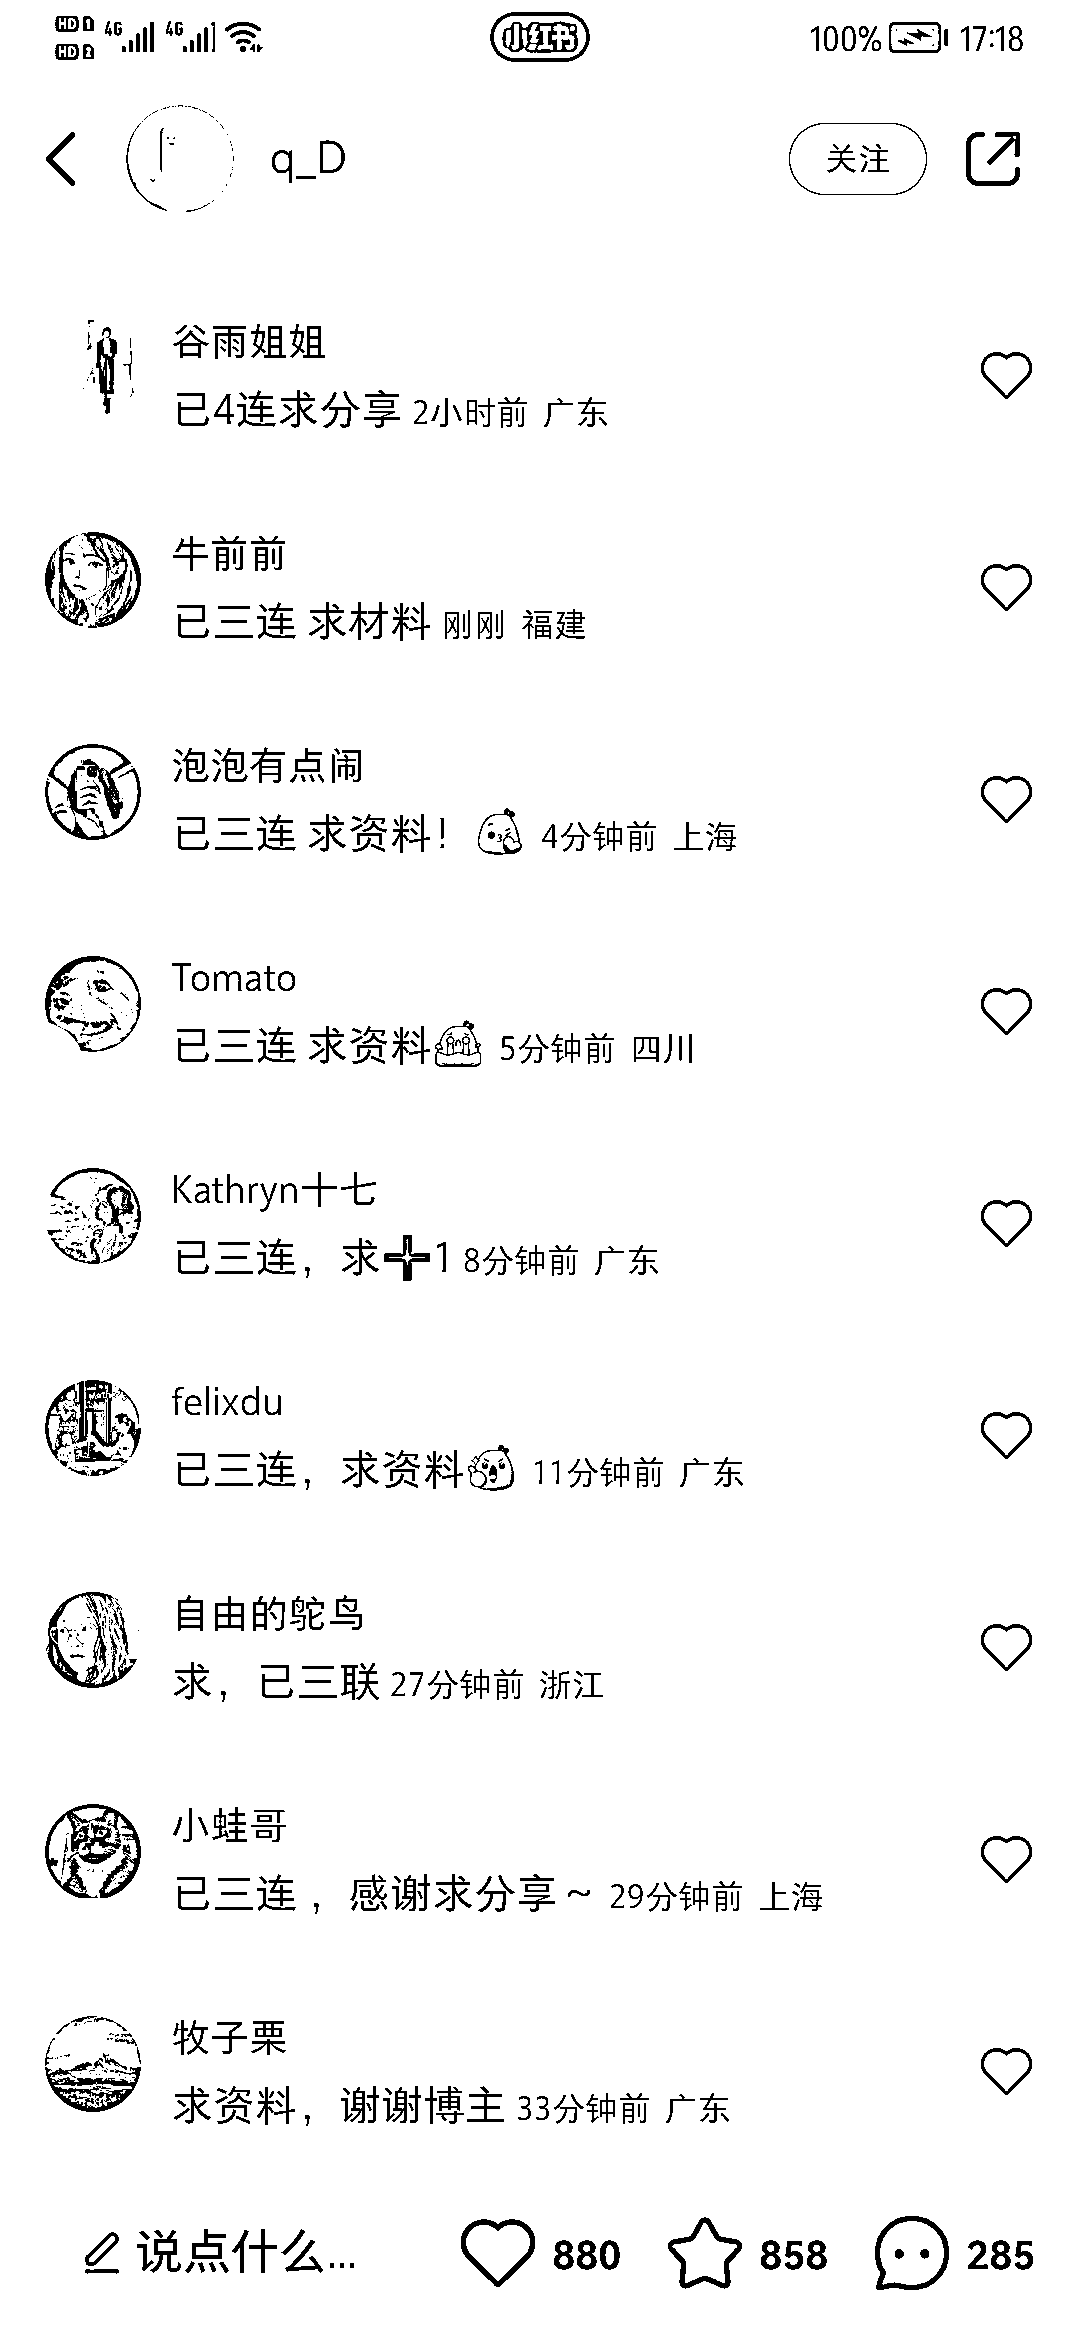 HD 1 4G 4G 小红书 100% 17:18
HD 2
q_D 关注
谷雨姐姐
已4连求分享 2小时前 广东
牛前前
已三连 求材料 刚刚 福建
泡泡有点闹
已三连 求资料！ 4分钟前 上海
Tomato
已三连 求资料 5分钟前 四川
Kathryn十七
已三连，求➕1 8分钟前 广东
felixdu
已三连，求资料 11分钟前 广东
自由的鸵鸟
求，已三联 27分钟前 浙江
小蛙哥
已三连 ，感谢求分享～ 29分钟前 上海
牧子栗
求资料，谢谢博主 33分钟前 广东
说点什么... 880 858 285